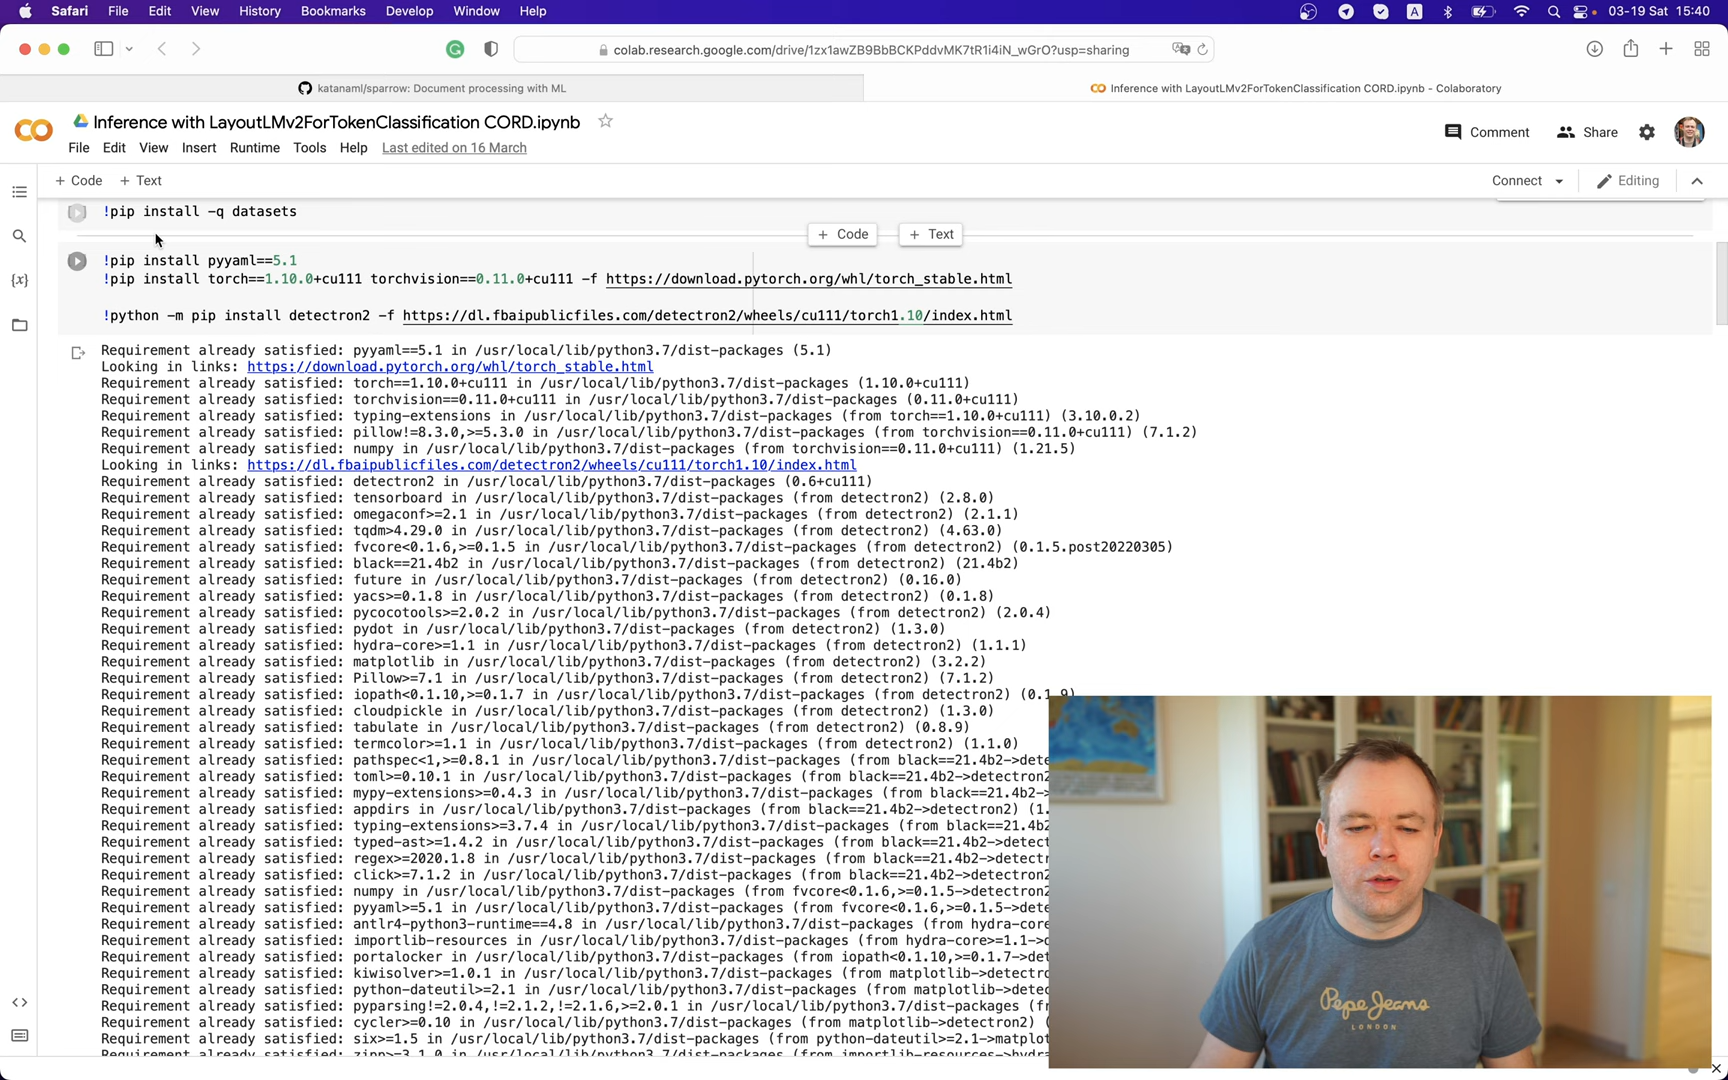 Safari File Edit View History Bookmarks Develop Window Help
A
03-19 Sat 15:40
colab.research.google.com/drive/1zx1awZB9BbBCKPddvMK7tR1i4iN_wGrO?usp=sharing
katanaml/sparrow: Document processing with ML
Inference with LayoutLMv2ForTokenClassification CORD.ipynb - Colaboratory
Inference with LayoutLMv2ForTokenClassification CORD.ipynb
Comment Share
File Edit View Insert Runtime Tools Help Last edited on 16 March
+ Code + Text
Connect Editing
!pip install -q datasets
+ Code + Text
!pip install pyyaml==5.1
!pip install torch==1.10.0+cu111 torchvision==0.11.0+cu111 -f https://download.pytorch.org/whl/torch_stable.html
!python -m pip install detectron2 -f https://dl.fbaipublicfiles.com/detectron2/wheels/cu111/torch1.10/index.html
Requirement already satisfied: pyyaml==5.1 in /usr/local/lib/python3.7/dist-packages (5.1)
Looking in links: https://download.pytorch.org/whl/torch_stable.html
Requirement already satisfied: torch==1.10.0+cu111 in /usr/local/lib/python3.7/dist-packages (1.10.0+cu111)
Requirement already satisfied: torchvision==0.11.0+cu111 in /usr/local/lib/python3.7/dist-packages (0.11.0+cu111)
Requirement already satisfied: typing-extensions in /usr/local/lib/python3.7/dist-packages (from torch==1.10.0+cu111) (3.10.0.2)
Requirement already satisfied: pillow!=8.3.0,>=5.3.0 in /usr/local/lib/python3.7/dist-packages (from torchvision==0.11.0+cu111) (7.1.2)
Requirement already satisfied: numpy in /usr/local/lib/python3.7/dist-packages (from torchvision==0.11.0+cu111) (1.21.5)
Looking in links: https://dl.fbaipublicfiles.com/detectron2/wheels/cu111/torch1.10/index.html
Requirement already satisfied: detectron2 in /usr/local/lib/python3.7/dist-packages (0.6+cu111)
Requirement already satisfied: tensorboard in /usr/local/lib/python3.7/dist-packages (from detectron2) (2.8.0)
Requirement already satisfied: omegaconf>=2.1 in /usr/local/lib/python3.7/dist-packages (from detectron2) (2.1.1)
Requirement already satisfied: tqdm>4.29.0 in /usr/local/lib/python3.7/dist-packages (from detectron2) (4.63.0)
Requirement already satisfied: fvcore<0.1.6,>=0.1.5 in /usr/local/lib/python3.7/dist-packages (from detectron2) (0.1.5.post20220305)
Requirement already satisfied: black==21.4b2 in /usr/local/lib/python3.7/dist-packages (from detectron2) (21.4b2)
Requirement already satisfied: future in /usr/local/lib/python3.7/dist-packages (from detectron2) (0.16.0)
Requirement already satisfied: yacs>=0.1.8 in /usr/local/lib/python3.7/dist-packages (from detectron2) (0.1.8)
Requirement already satisfied: pycocotools>=2.0.2 in /usr/local/lib/python3.7/dist-packages (from detectron2) (2.0.4)
Requirement already satisfied: pydot in /usr/local/lib/python3.7/dist-packages (from detectron2) (1.3.0)
Requirement already satisfied: hydra-core>=1.1 in /usr/local/lib/python3.7/dist-packages (from detectron2) (1.1.1)
Requirement already satisfied: matplotlib in /usr/local/lib/python3.7/dist-packages (from detectron2) (3.2.2)
Requirement already satisfied: Pillow>=7.1 in /usr/local/lib/python3.7/dist-packages (from detectron2) (7.1.2)
Requirement already satisfied: iopath<0.1.10,>=0.1.7 in /usr/local/lib/python3.7/dist-packages (from detectron2) (0.1.9)
Requirement already satisfied: cloudpickle in /usr/local/lib/python3.7/dist-packages (from detectron2) (1.3.0)
Requirement already satisfied: tabulate in /usr/local/lib/python3.7/dist-packages (from detectron2) (0.8.9)
Requirement already satisfied: termcolor>=1.1 in /usr/local/lib/python3.7/dist-packages (from detectron2) (1.1.0)
Requirement already satisfied: pathspec<1,>=0.8.1 in /usr/local/lib/python3.7/dist-packages (from black==21.4b2->dete
Requirement already satisfied: toml>=0.10.1 in /usr/local/lib/python3.7/dist-packages (from black==21.4b2->detectron2
Requirement already satisfied: mypy-extensions>=0.4.3 in /usr/local/lib/python3.7/dist-packages (from black==21.4b2->
Requirement already satisfied: appdirs in /usr/local/lib/python3.7/dist-packages (from black==21.4b2->detectron2) (1.
Requirement already satisfied: typing-extensions>=3.7.4 in /usr/local/lib/python3.7/dist-packages (from black==21.4b2
Requirement already satisfied: typed-ast>=1.4.2 in /usr/local/lib/python3.7/dist-packages (from black==21.4b2->detect
Requirement already satisfied: regex>=2020.1.8 in /usr/local/lib/python3.7/dist-packages (from black==21.4b2->detectr
Requirement already satisfied: click>=7.1.2 in /usr/local/lib/python3.7/dist-packages (from black==21.4b2->detectron2
Requirement already satisfied: numpy in /usr/local/lib/python3.7/dist-packages (from fvcore<0.1.6,>=0.1.5->detectron2
Requirement already satisfied: pyyaml>=5.1 in /usr/local/lib/python3.7/dist-packages (from fvcore<0.1.6,>=0.1.5->dete
Requirement already satisfied: antlr4-python3-runtime==4.8 in /usr/local/lib/python3.7/dist-packages (from hydra-core
Requirement already satisfied: importlib-resources in /usr/local/lib/python3.7/dist-packages (from hydra-core>=1.1->d
Requirement already satisfied: portalocker in /usr/local/lib/python3.7/dist-packages (from iopath<0.1.10,>=0.1.7->det
Requirement already satisfied: kiwisolver>=1.0.1 in /usr/local/lib/python3.7/dist-packages (from matplotlib->detectro
Requirement already satisfied: python-dateutil>=2.1 in /usr/local/lib/python3.7/dist-packages (from matplotlib->detec
Requirement already satisfied: pyparsing!=2.0.4,!=2.1.2,!=2.1.6,>=2.0.1 in /usr/local/lib/python3.7/dist-packages (fr
Requirement already satisfied: cycler>=0.10 in /usr/local/lib/python3.7/dist-packages (from matplotlib->detectron2) (
Requirement already satisfied: six>=1.5 in /usr/local/lib/python3.7/dist-packages (from python-dateutil>=2.1->matplot
Requirement already satisfied: zipp>=3.1.0 in /usr/local/lib/python3.7/dist-packages (from importlib-resources->hydra
Pepe Jeans
LONDON